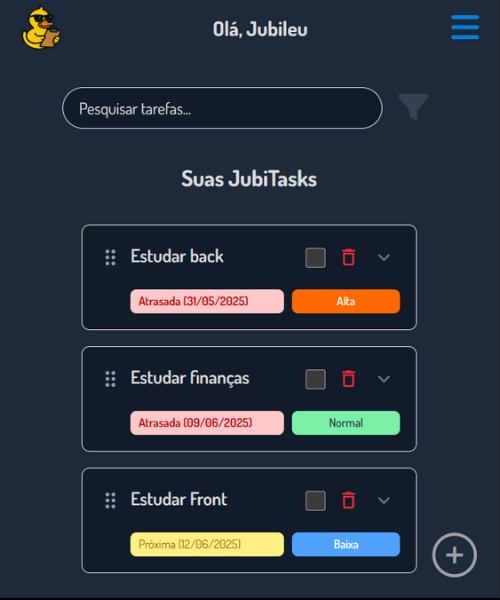 Olá, Jubileu
Pesquisar tarefas...
Suas JubiTasks
Estudar back
Atrasada (31/05/2025) Alta
Estudar finanças
Atrasada (09/06/2025) Normal
Estudar Front
Próxima (12/06/2025) Baixa